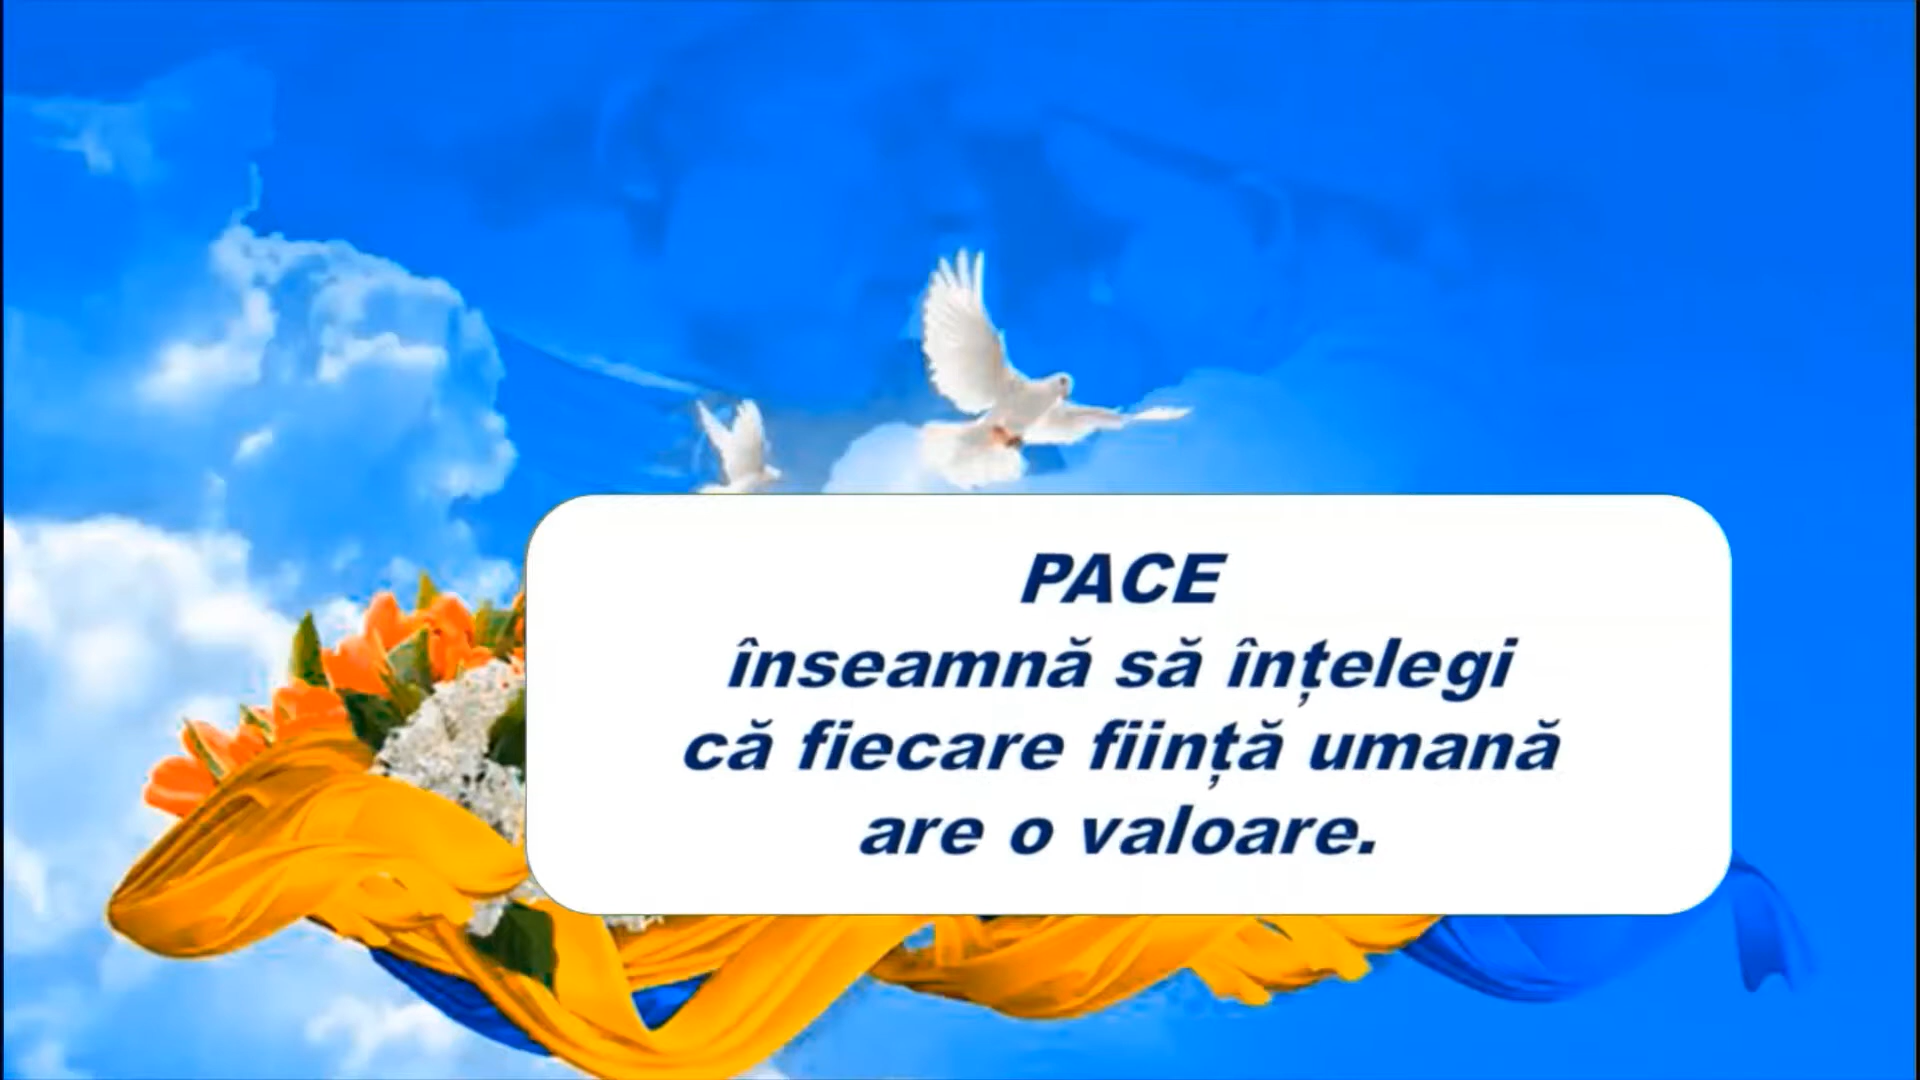 PACE
înseamnă să înțelegi
că fiecare ființă umană
are o valoare.